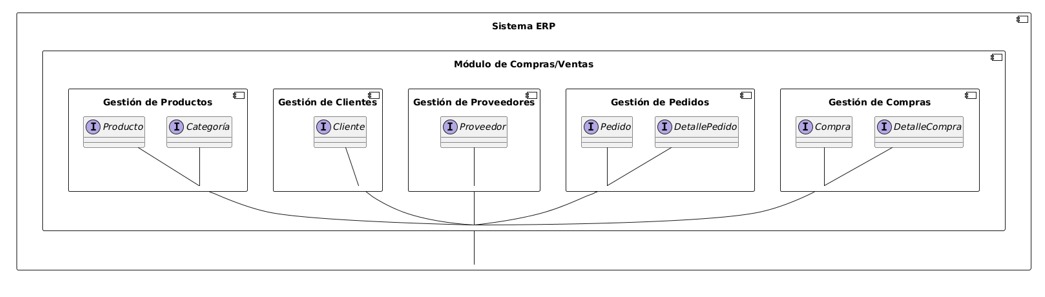 Sistema ERP
Módulo de Compras/Ventas
Gestión de Productos
Gestión de Clientes
Gestión de Proveedores
Gestión de Pedidos
Gestión de Compras
I Producto
I Categoría
I Cliente
I Proveedor
I Pedido
I DetallePedido
I Compra
I DetalleCompra